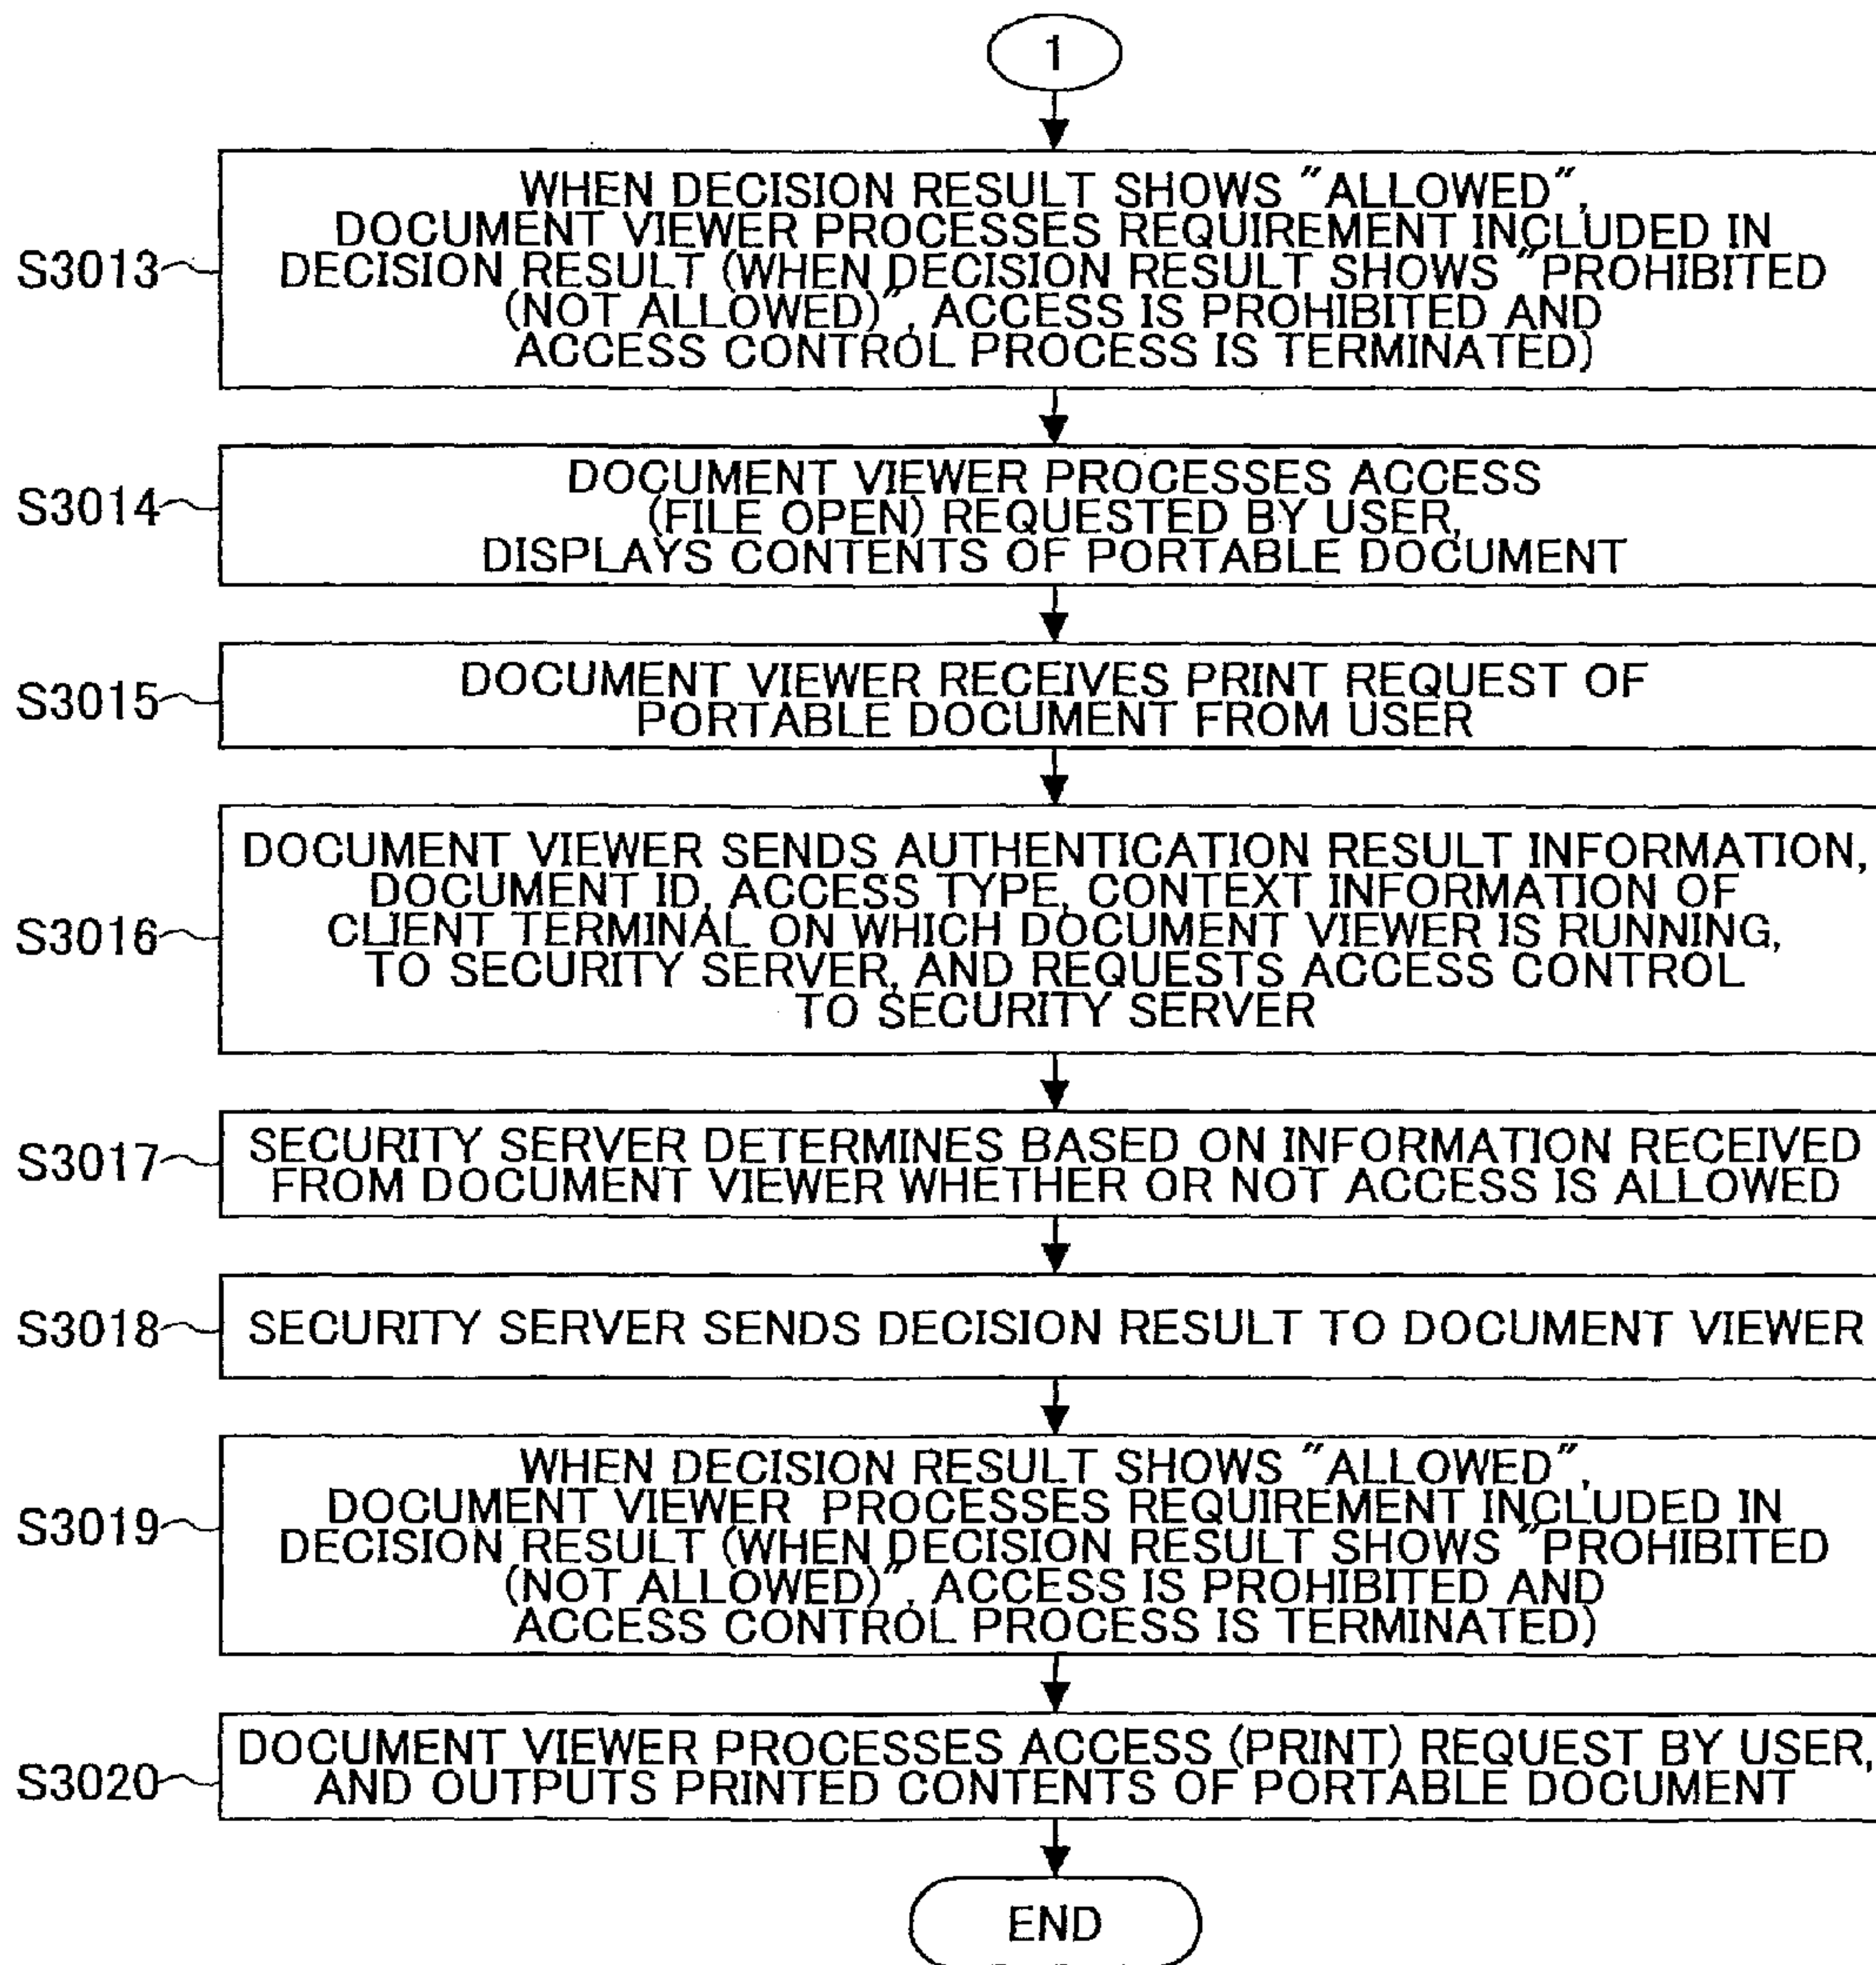 1
S3013
WHEN DECISION RESULT SHOWS "ALLOWED",
DOCUMENT VIEWER PROCESSES REQUIREMENT INCLUDED IN
DECISION RESULT (WHEN DECISION RESULT SHOWS "PROHIBITED
(NOT ALLOWED)", ACCESS IS PROHIBITED AND
ACCESS CONTROL PROCESS IS TERMINATED)
S3014
DOCUMENT VIEWER PROCESSES ACCESS
(FILE OPEN) REQUESTED BY USER,
DISPLAYS CONTENTS OF PORTABLE DOCUMENT
S3015
DOCUMENT VIEWER RECEIVES PRINT REQUEST OF
PORTABLE DOCUMENT FROM USER
S3016
DOCUMENT VIEWER SENDS AUTHENTICATION RESULT INFORMATION,
DOCUMENT ID, ACCESS TYPE, CONTEXT INFORMATION OF
CLIENT TERMINAL ON WHICH DOCUMENT VIEWER IS RUNNING,
TO SECURITY SERVER, AND REQUESTS ACCESS CONTROL
TO SECURITY SERVER
S3017
SECURITY SERVER DETERMINES BASED ON INFORMATION RECEIVED
FROM DOCUMENT VIEWER WHETHER OR NOT ACCESS IS ALLOWED
S3018
SECURITY SERVER SENDS DECISION RESULT TO DOCUMENT VIEWER
S3019
WHEN DECISION RESULT SHOWS "ALLOWED",
DOCUMENT VIEWER PROCESSES REQUIREMENT INCLUDED IN
DECISION RESULT (WHEN DECISION RESULT SHOWS "PROHIBITED
(NOT ALLOWED)", ACCESS IS PROHIBITED AND
ACCESS CONTROL PROCESS IS TERMINATED)
S3020
DOCUMENT VIEWER PROCESSES ACCESS (PRINT) REQUEST BY USER,
AND OUTPUTS PRINTED CONTENTS OF PORTABLE DOCUMENT
END